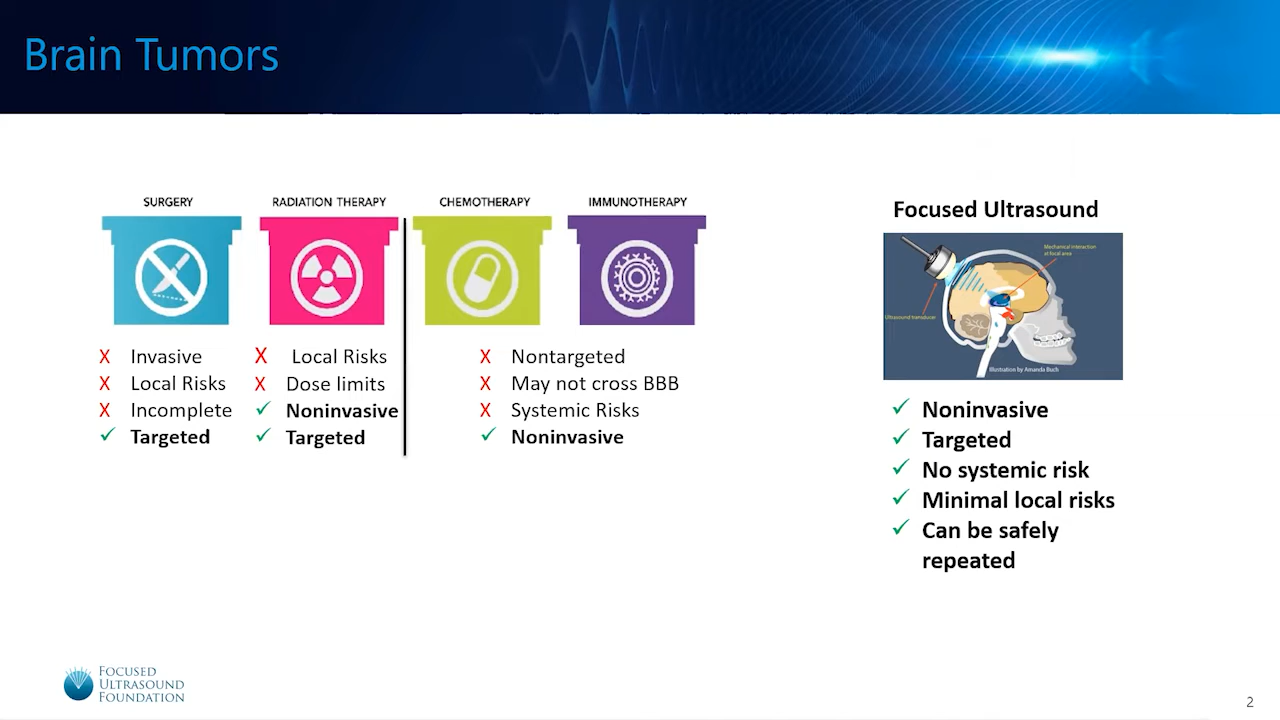 Brain Tumors
SURGERY
RADIATION THERAPY
CHEMOTHERAPY
IMMUNOTHERAPY
X Invasive
X Local Risks
X Incomplete
✓ Targeted
X Local Risks
X Dose limits
✓ Noninvasive
✓ Targeted
X Nontargeted
X May not cross BBB
X Systemic Risks
✓ Noninvasive
Focused Ultrasound
Mechanical interaction
at focal area
Ultrasound transducer
Illustration by Amanda Buch
✓ Noninvasive
✓ Targeted
✓ No systemic risk
✓ Minimal local risks
✓ Can be safely
repeated
FOCUSED
ULTRASOUND
FOUNDATION
2